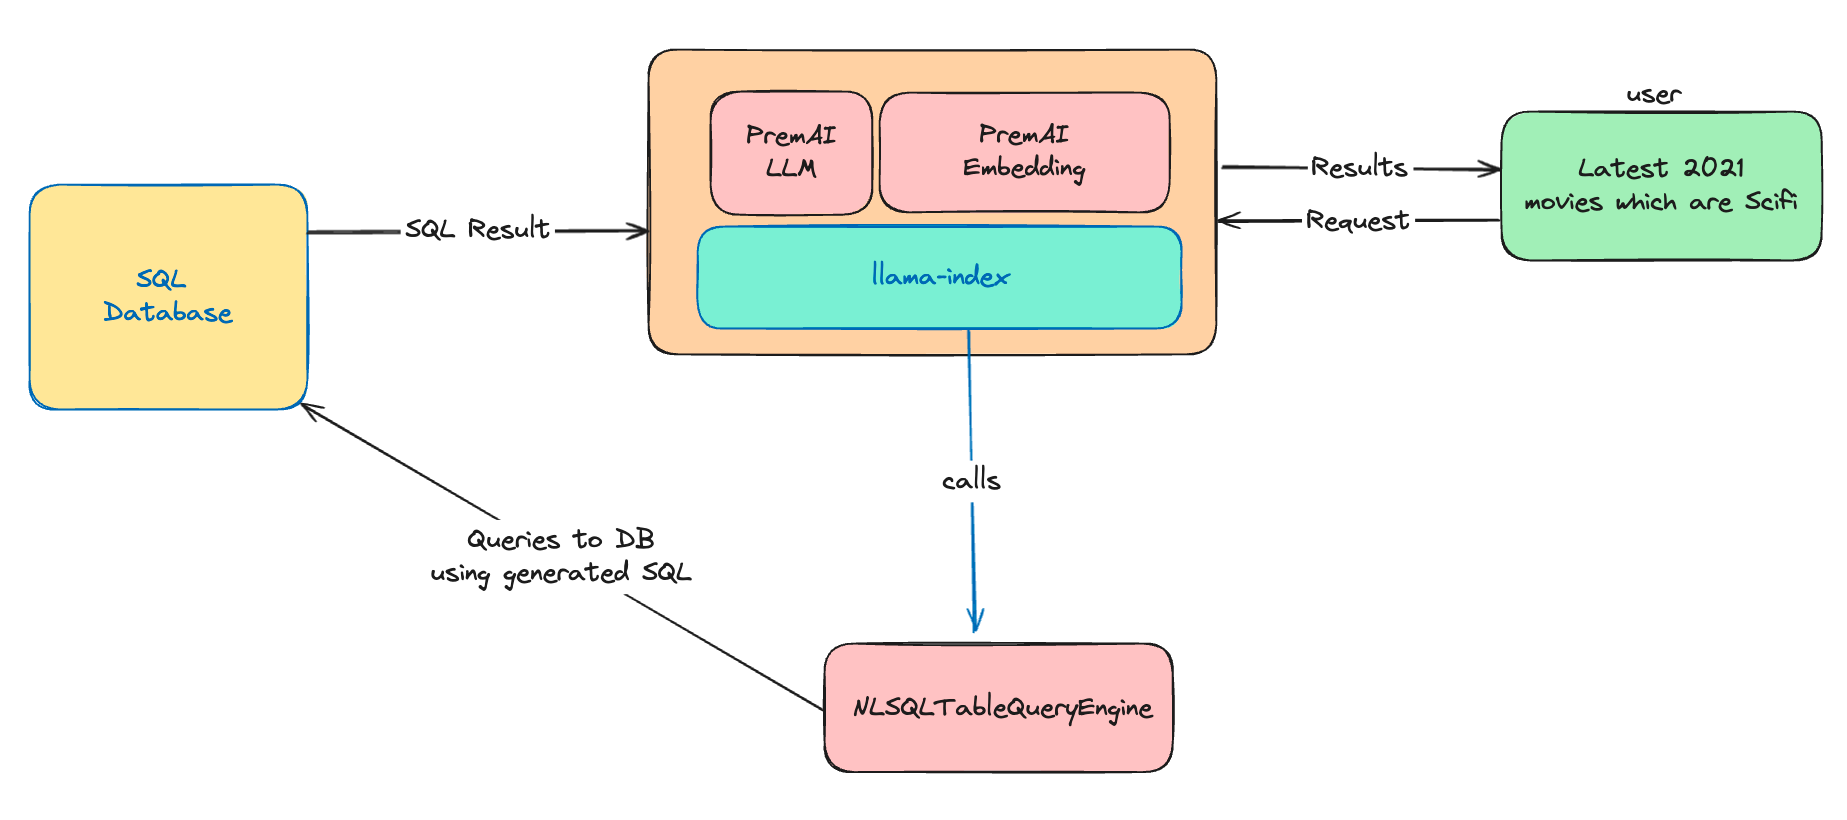 user
PremAI
LLM
PremAI
Embedding
Results
Latest 2021
movies which are Scifi
Request
SQL Result
llama-index
SQL
Database
calls
Queries to DB
using generated SQL
NLSQLTableQueryEngine